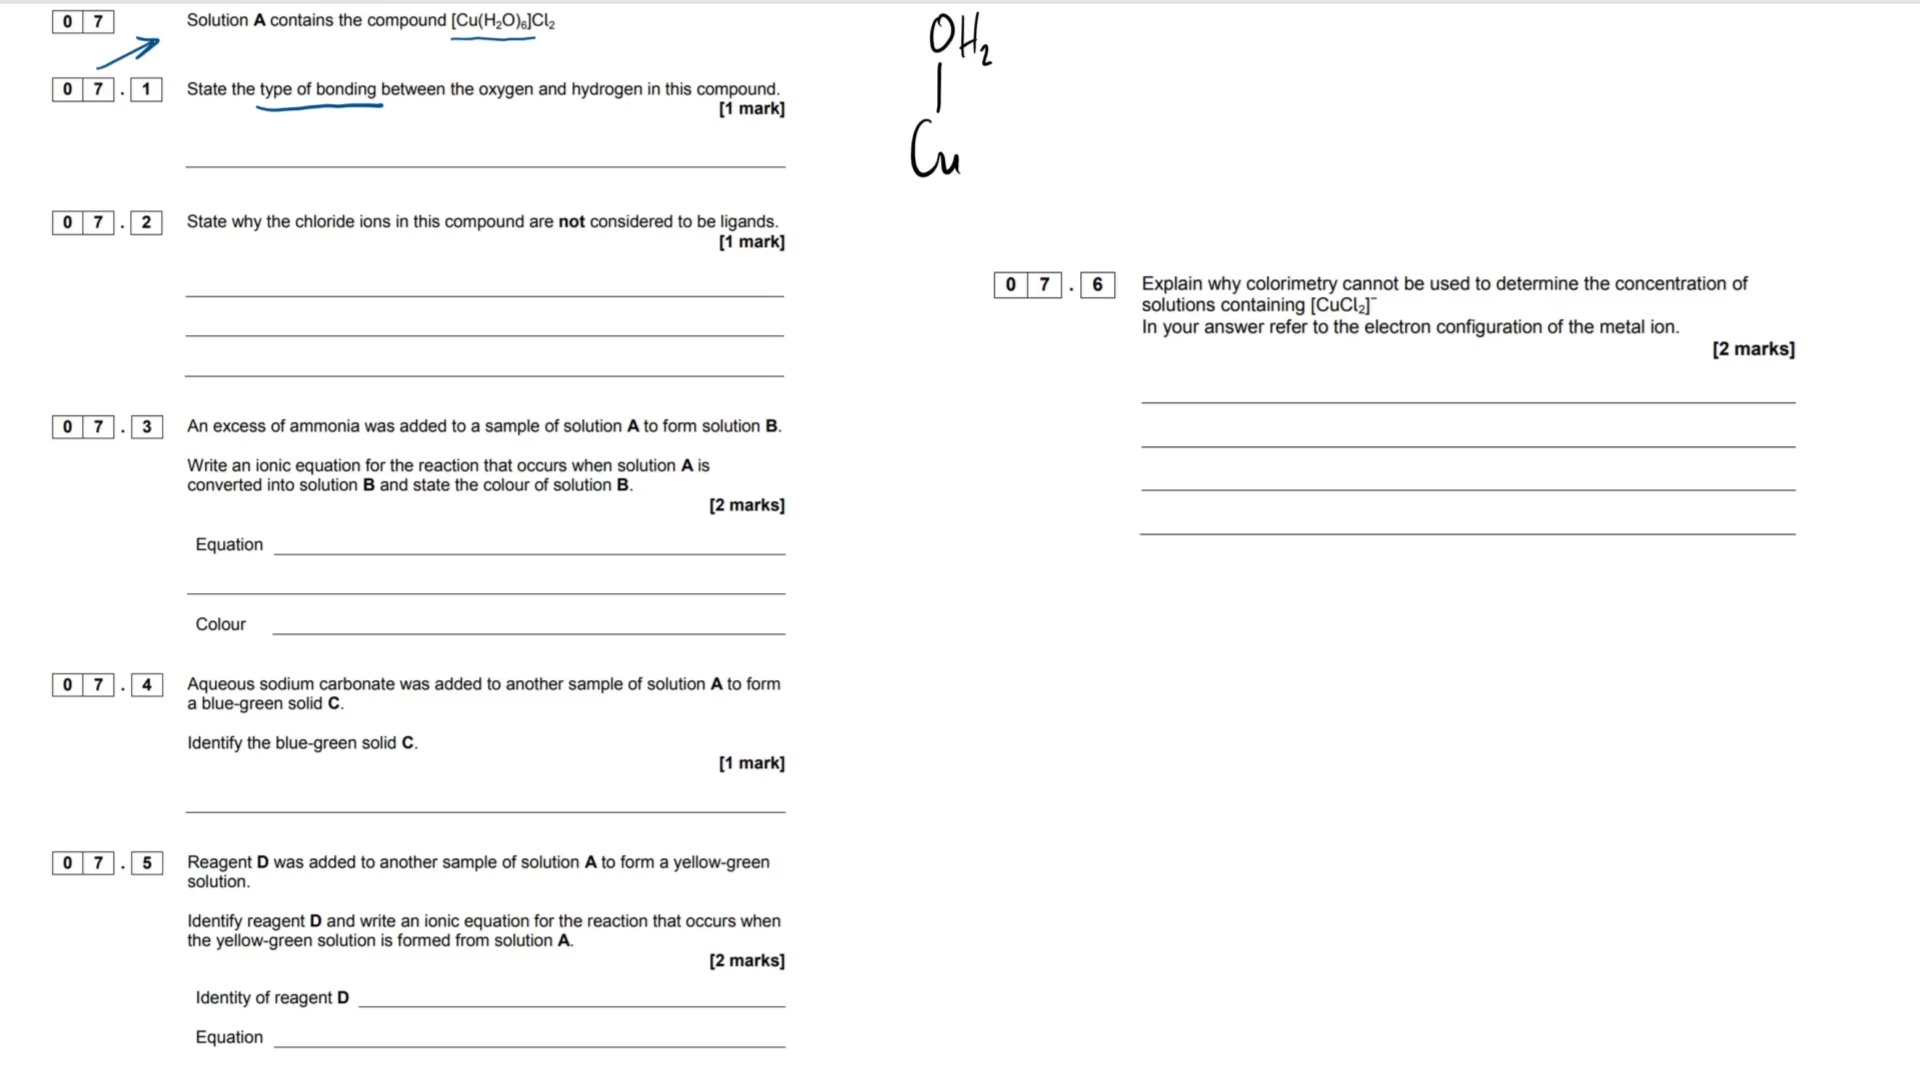 0 7 Solution A contains the compound [Cu(H₂O)₆]Cl₂
0 7 . 1 State the type of bonding between the oxygen and hydrogen in this compound.
[1 mark]
0 7 . 2 State why the chloride ions in this compound are not considered to be ligands.
[1 mark]
0 7 . 3 An excess of ammonia was added to a sample of solution A to form solution B.
Write an ionic equation for the reaction that occurs when solution A is
converted into solution B and state the colour of solution B.
[2 marks]
Equation
Colour
0 7 . 4 Aqueous sodium carbonate was added to another sample of solution A to form
a blue-green solid C.
Identify the blue-green solid C.
[1 mark]
0 7 . 5 Reagent D was added to another sample of solution A to form a yellow-green
solution.
Identify reagent D and write an ionic equation for the reaction that occurs when
the yellow-green solution is formed from solution A.
[2 marks]
Identity of reagent D
Equation
OH₂
Cu
0 7 . 6 Explain why colorimetry cannot be used to determine the concentration of
solutions containing [CuCl₂]⁻
In your answer refer to the electron configuration of the metal ion.
[2 marks]